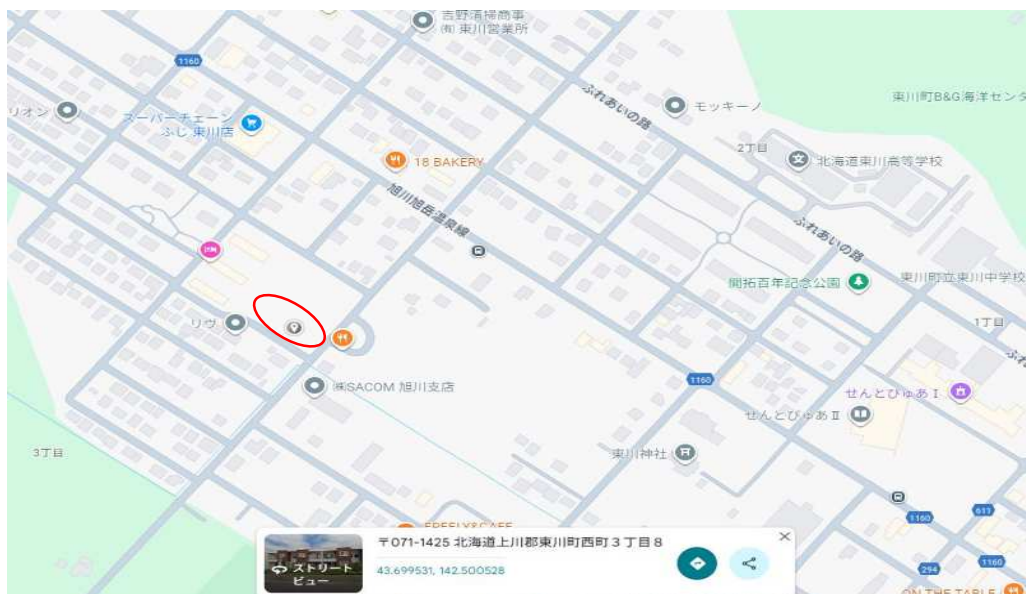 吉野清掃商事
(有) 東川営業所
1160
リオン
スーパーチェーン
ふじ 東川店
18 BAKERY
ふれあいの路
モッキーノ
東川町B&G海洋センタ
2丁目
北海道東川高等学校
旭川旭岳温泉線
ふれあいの路
開拓百年記念公園
東川町立東川中学校
リヴ
1丁目
㈱SACOM 旭川支店
1160
せんとぴゅあⅠ
せんとぴゅあⅡ
3丁目
東川神社
1160
611
294
1160
ON THE TABLE
〒071-1425 北海道上川郡東川町西町3丁目8
43.699531, 142.500528
ストリート
ビュー